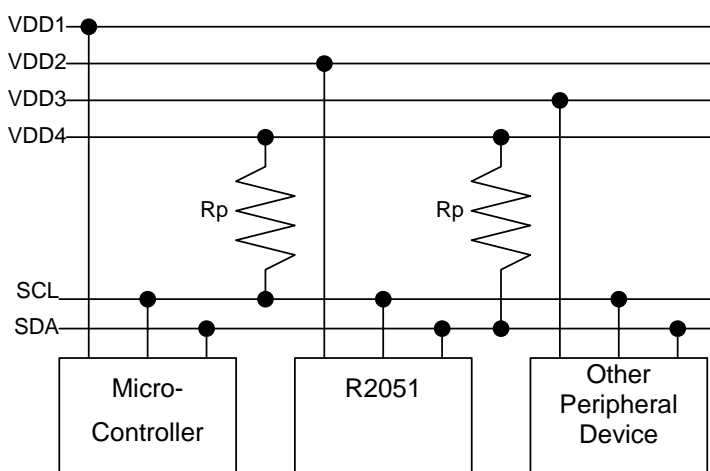 VDD1
VDD2
VDD3
VDD4
Rp
Rp
SCL
SDA
Micro-
Controller
R2051
Other
Peripheral
Device